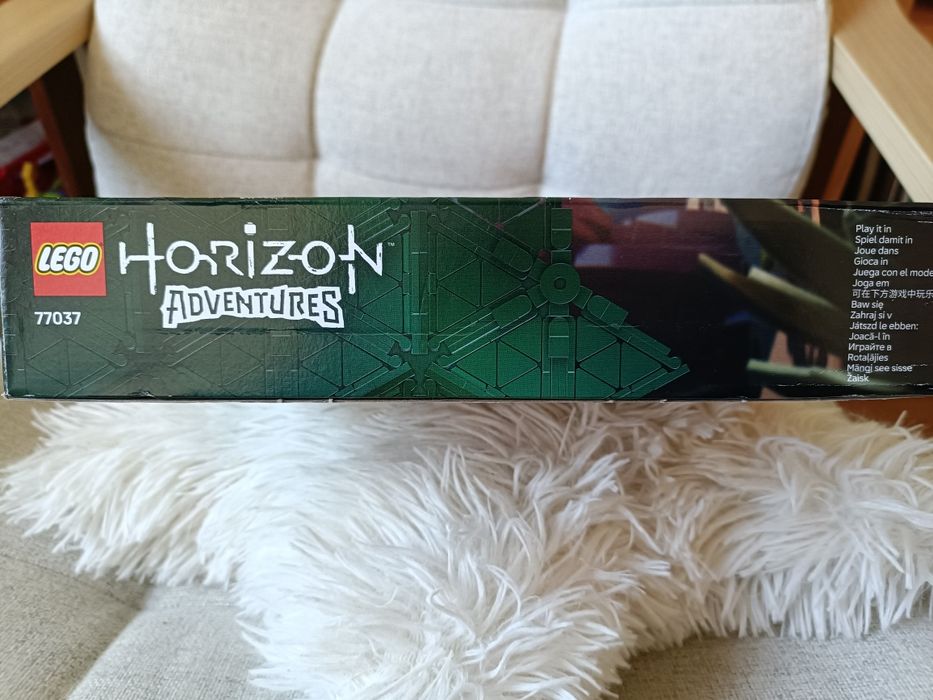 LEGO
HORIZON™
ADVENTURES
77037
Play it in
Spiel damit in
Joue dans
Gioca in
Juega con el
Joga em
可在下方游戏中玩乐
Baw się
Zahraj si v
Játszd le ebben:
Joacă-l în
Играйте в
Rotaļājies
Mängi see sisse
Žaisk